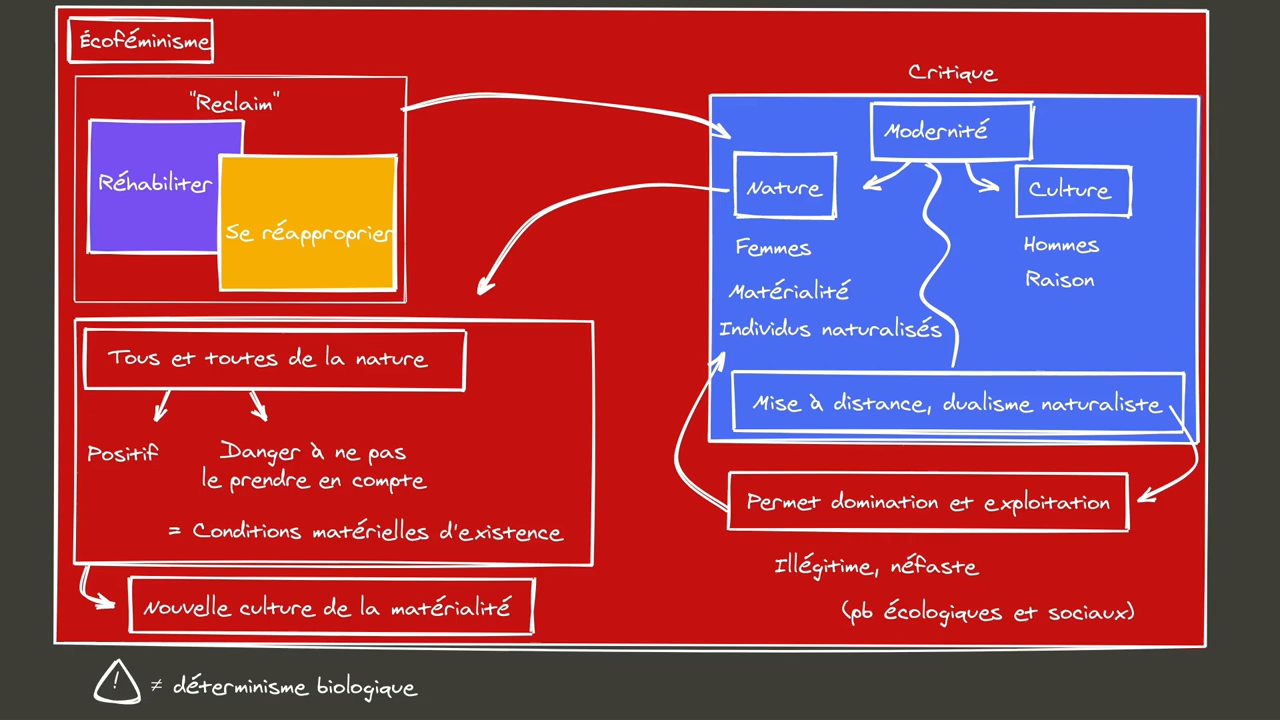 Écoféminisme
"Reclaim"
Réhabiliter
Se réapproprier
Critique
Modernité
Nature
Culture
Femmes
Matérialité
Individus naturalisés
Hommes
Raison
Mise à distance, dualisme naturaliste
Permet domination et exploitation
Illégitime, néfaste
(pb écologiques et sociaux)
Tous et toutes de la nature
Positif
Danger à ne pas
le prendre en compte
= Conditions matérielles d'existence
Nouvelle culture de la matérialité
! ≠ déterminisme biologique